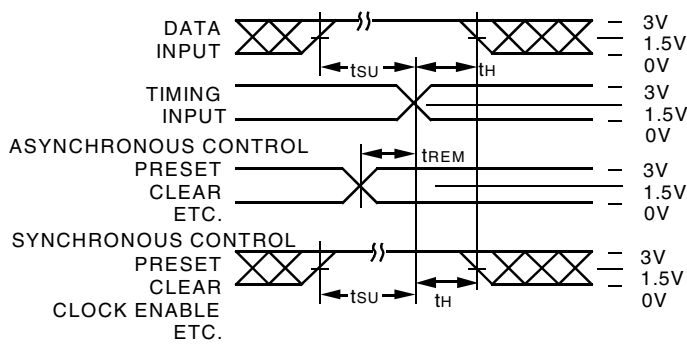 DATA
INPUT
tSU
tH
3V
1.5V
0V
TIMING
INPUT
3V
1.5V
0V
ASYNCHRONOUS CONTROL
PRESET
CLEAR
ETC.
tREM
3V
1.5V
0V
SYNCHRONOUS CONTROL
PRESET
CLEAR
CLOCK ENABLE
ETC.
tSU
tH
3V
1.5V
0V